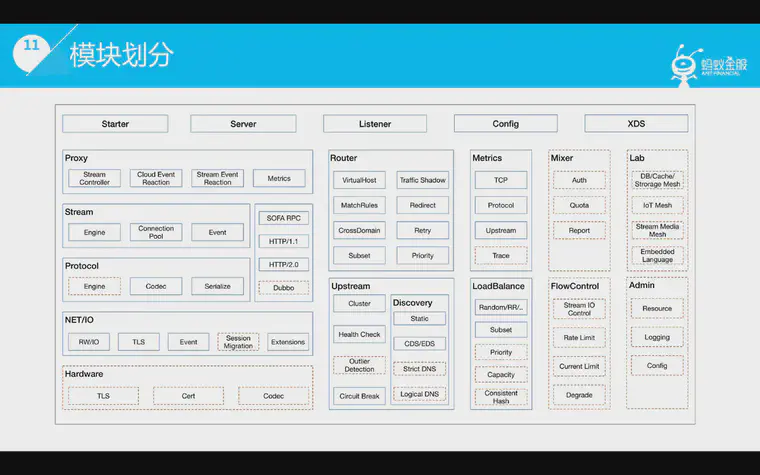 11
模块划分
蚂蚁金服
ANT FINANCIAL
Starter
Server
Listener
Config
XDS
Proxy
Stream
Controller
Cloud Event
Reaction
Stream Event
Reaction
Metrics
Stream
Engine
Connection
Pool
Event
Protocol
Engine
Codec
Serialize
SOFA RPC
HTTP/1.1
HTTP/2.0
Dubbo
NET/IO
RW/IO
TLS
Event
Session
Migration
Extensions
Hardware
TLS
Cert
Codec
Router
VirtualHost
Traffic Shadow
MatchRules
Redirect
CrossDomain
Retry
Subset
Priority
Upstream
Cluster
Health Check
Outlier
Detection
Circuit Break
Discovery
Static
CDS/EDS
Strict DNS
Logical DNS
Metrics
TCP
Protocol
Upstream
Trace
LoadBalance
Random/RR/..
Subset
Priority
Capacity
Consistent
Hash
Mixer
Auth
Quota
Report
FlowControl
Stream IO
Control
Rate Limit
Current Limit
Degrade
Lab
DB/Cache/
Strorage Mesh
IoT Mesh
Stream Media
Mesh
Embedded
Language
Admin
Resource
Logging
Config